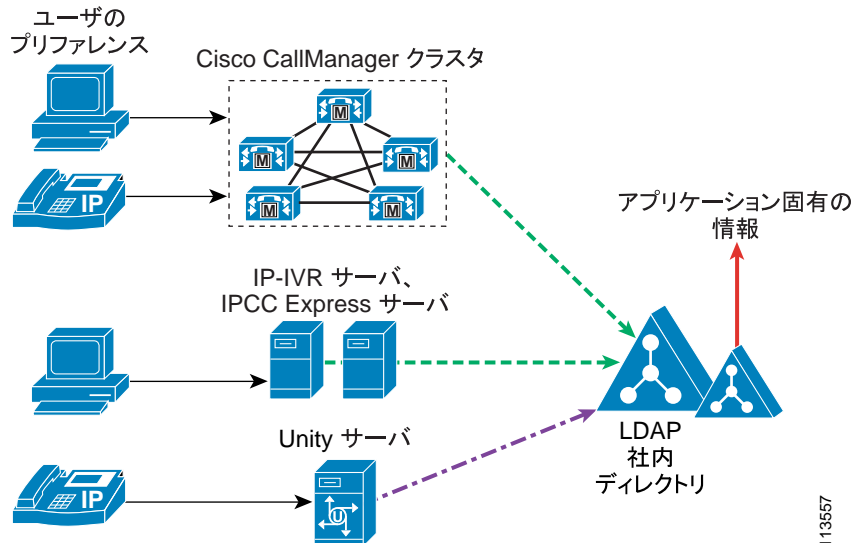 ユーザの
プリファレンス
Cisco CallManager クラスタ
M
M
M
M
M
IP
アプリケーション固有の
情報
IP-IVR サーバ、
IPCC Express サーバ
Unity サーバ
U
IP
LDAP
社内
ディレクトリ
113557